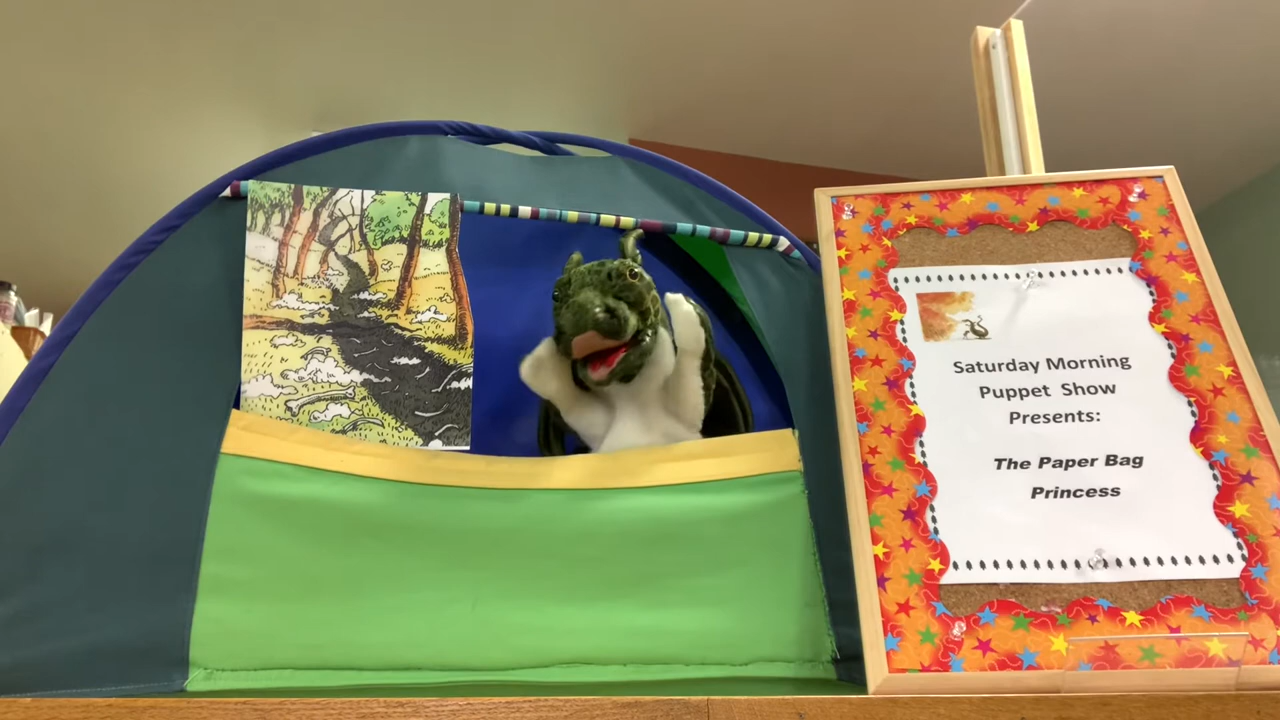 Saturday Morning
Puppet Show
Presents:
The Paper Bag
Princess